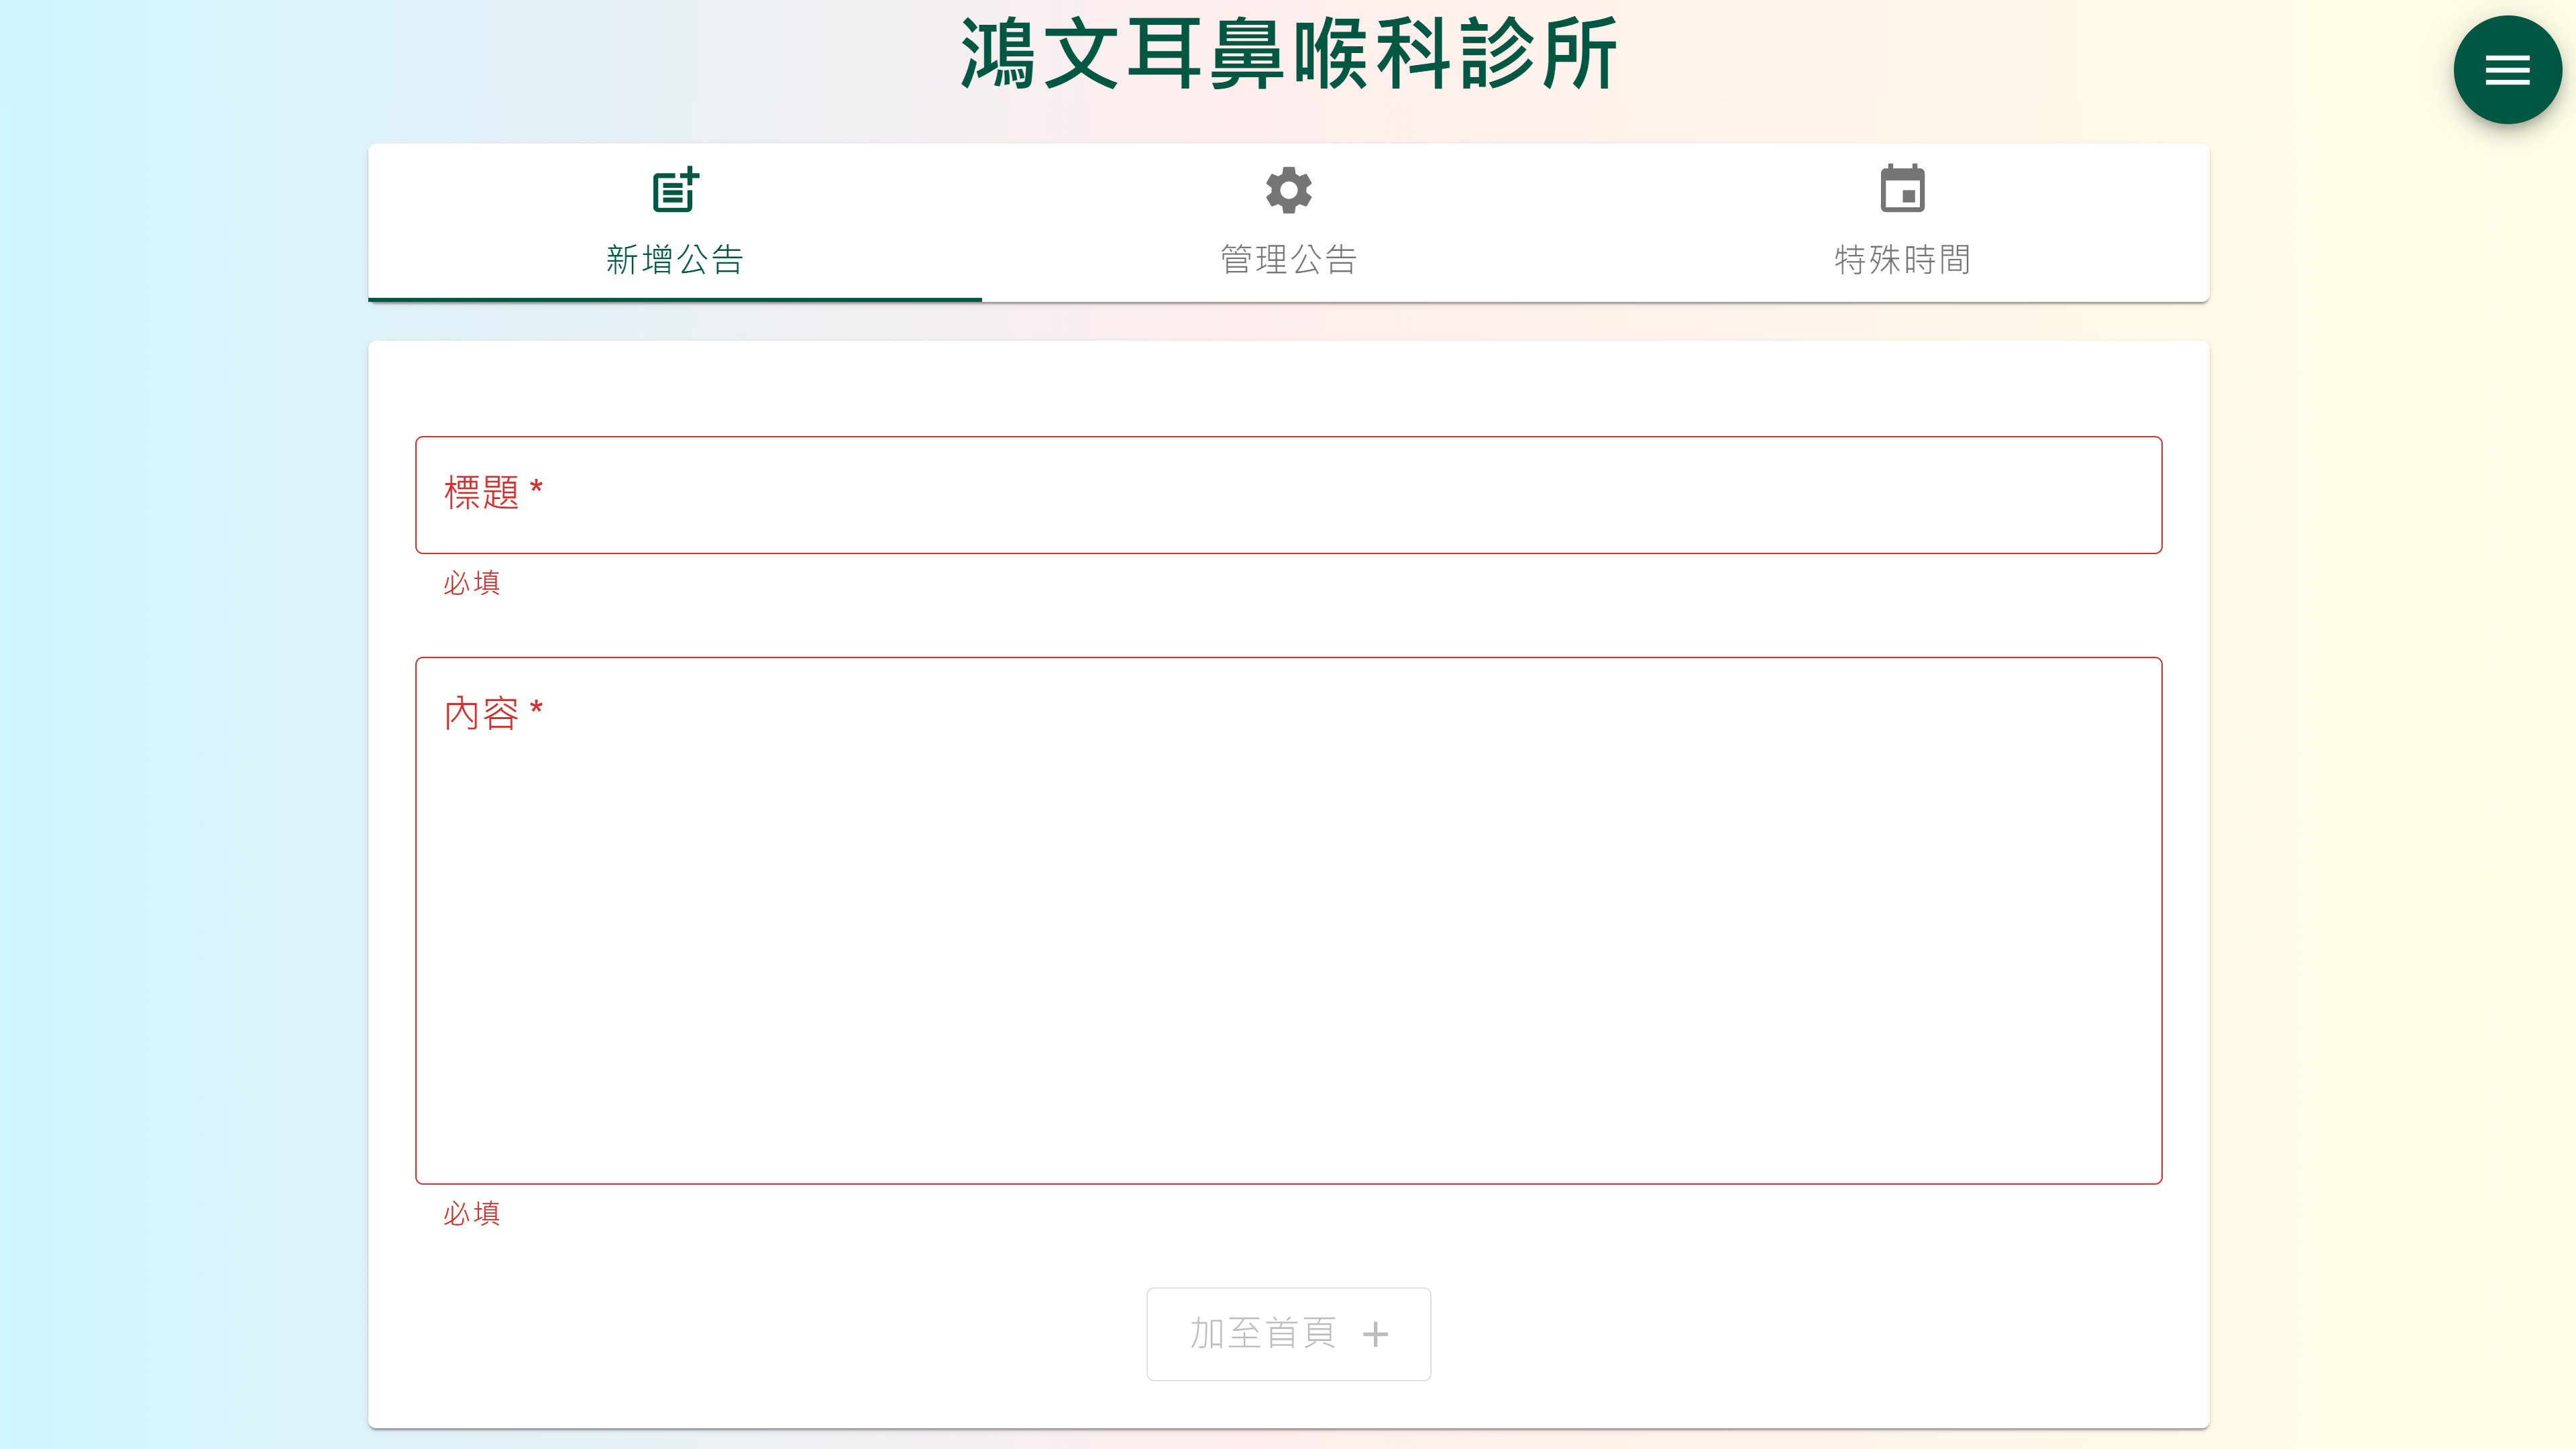 鴻文耳鼻喉科診所
新增公告
管理公告
特殊時間
標題 *
必填
內容 *
必填
加至首頁 +